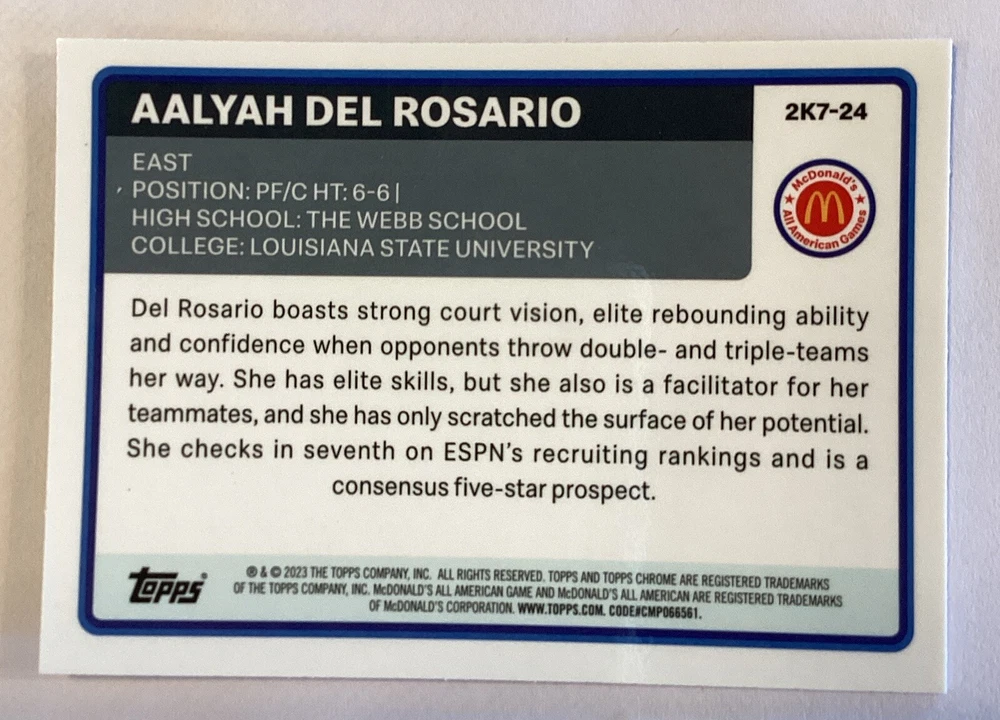 AALYAH DEL ROSARIO
2K7-24
EAST
POSITION: PF/C HT: 6-6 |
HIGH SCHOOL: THE WEBB SCHOOL
COLLEGE: LOUISIANA STATE UNIVERSITY
McDonald's
All American Games
Del Rosario boasts strong court vision, elite rebounding ability
and confidence when opponents throw double- and triple-teams
her way. She has elite skills, but she also is a facilitator for her
teammates, and she has only scratched the surface of her potential.
She checks in seventh on ESPN's recruiting rankings and is a
consensus five-star prospect.
Topps®
® & © 2023 THE TOPPS COMPANY, INC. ALL RIGHTS RESERVED. TOPPS AND TOPPS CHROME ARE REGISTERED TRADEMARKS
OF THE TOPPS COMPANY, INC. McDONALD'S ALL AMERICAN GAME AND McDONALD'S ALL AMERICAN ARE REGISTERED TRADEMARKS
OF McDONALD'S CORPORATION. WWW.TOPPS.COM. CODE#CMP066561.